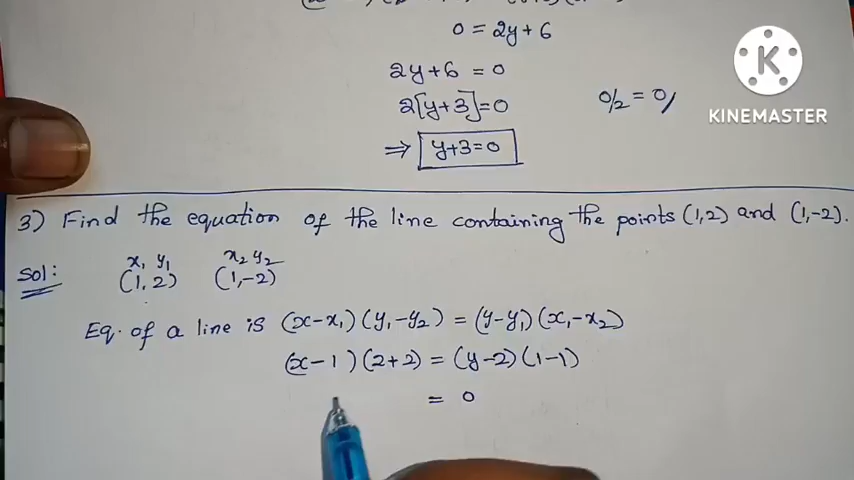 0 = 2y+6
2y+6 = 0
2[y+3]=0 0/2 = 0/
⇒ y+3=0
K
KINEMASTER
3) Find the equation of the line containing the points (1,2) and (1,-2).
Sol: x₁ y₁ x₂ y₂
(1, 2) (1,-2)
Eq. of a line is (x-x₁)(y₁-y₂) = (y-y₁)(x₁-x₂)
(x-1)(2+2) = (y-2)(1-1)
= 0